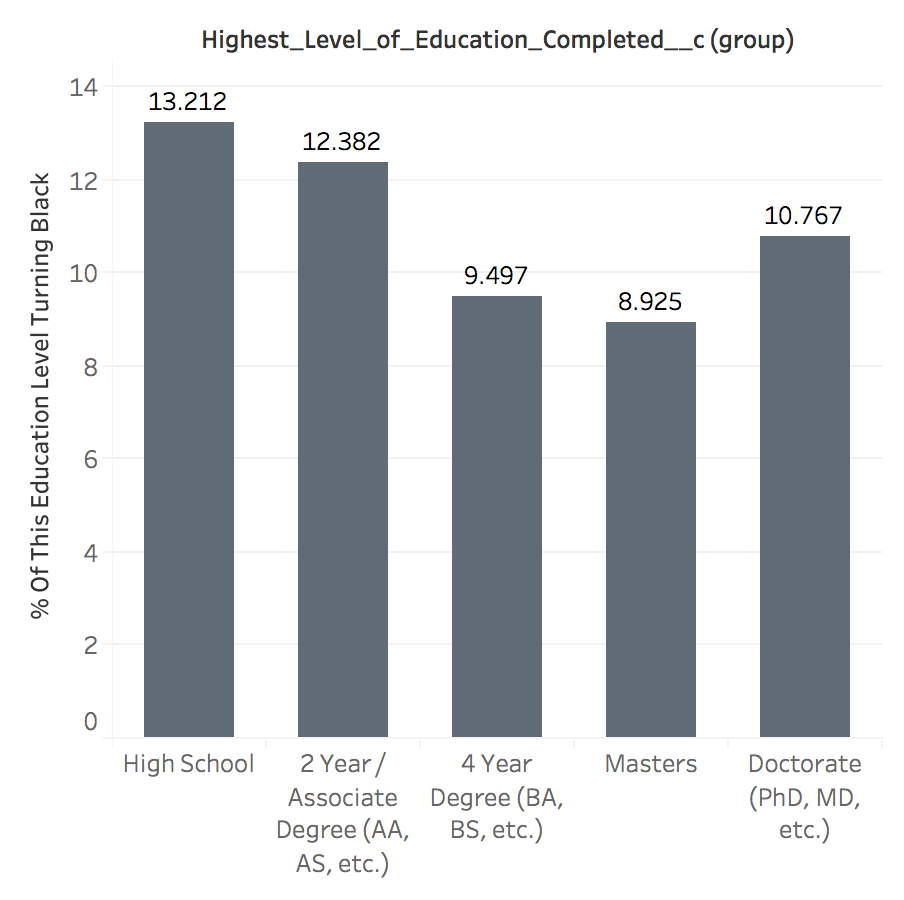 Highest_Level_of_Education_Completed__c (group)
% Of This Education Level Turning Black
14
12
10
8
6
4
2
0
13.212
12.382
9.497
8.925
10.767
High School
2 Year /
Associate
Degree (AA,
AS, etc.)
4 Year
Degree (BA,
BS, etc.)
Masters
Doctorate
(PhD, MD,
etc.)